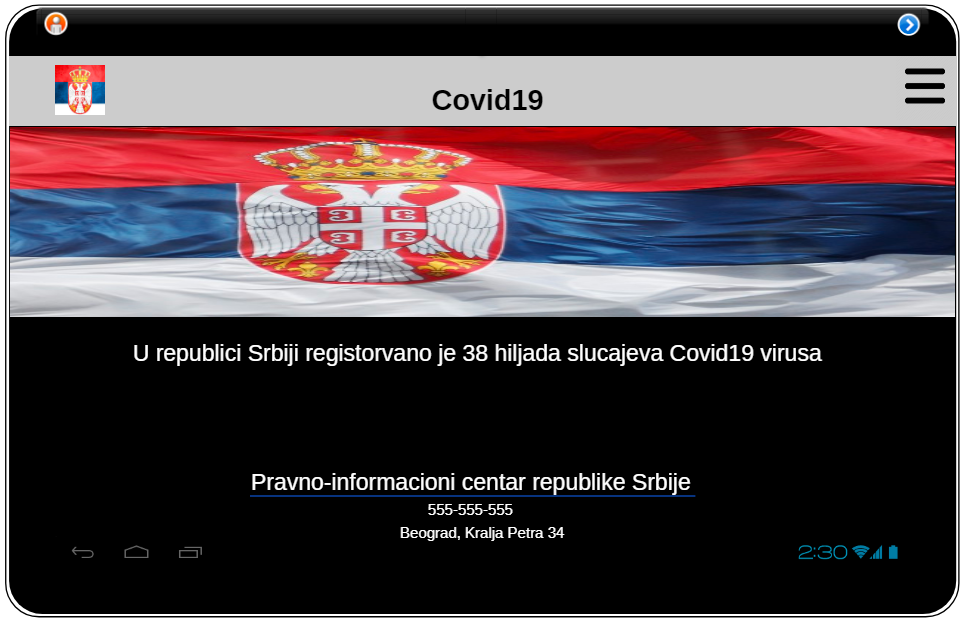 Covid19
U republici Srbiji registorvano je 38 hiljada slucajeva Covid19 virusa
Pravno-informacioni centar republike Srbije
555-555-555
Beograd, Kralja Petra 34
2:30